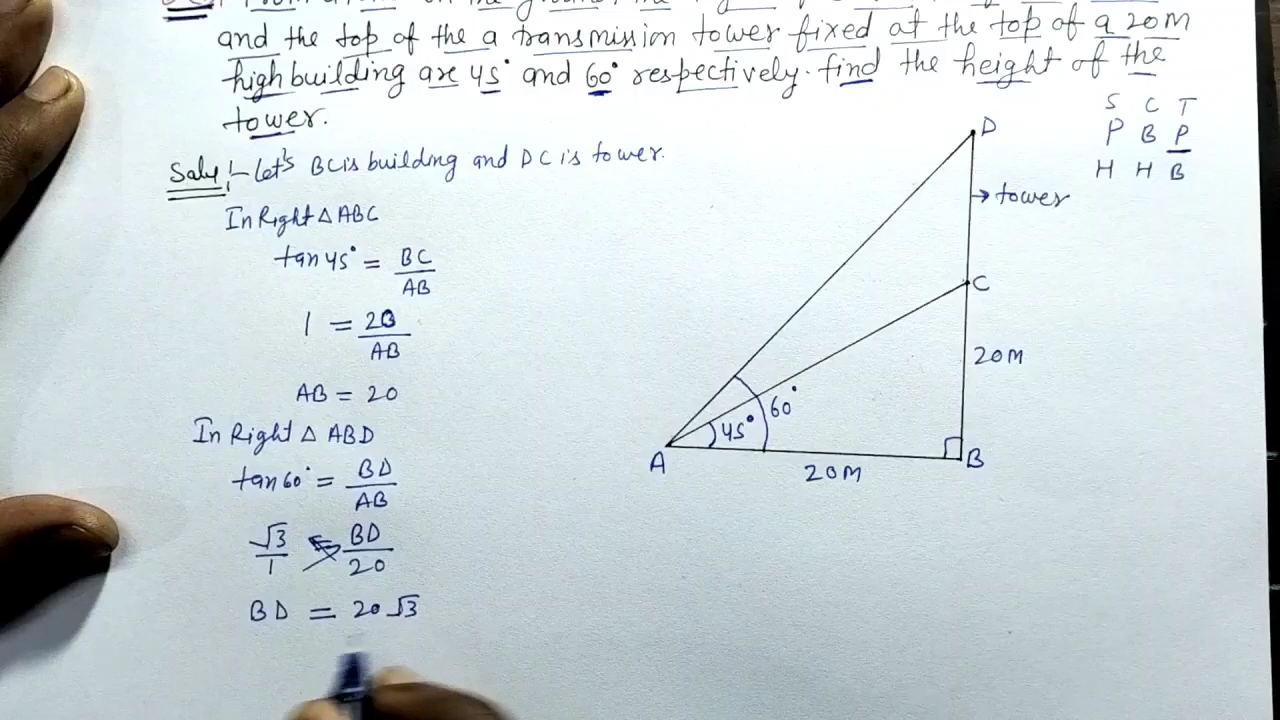 and the top of the a transmission tower fixed at the top of a 20M
high building are 45° and 60° respectively. find the height of the
tower.
Solu:- Let's BC is building and DC is tower.
In Right △ ABC
tan 45° = BC/AB
1 = 20/AB
AB = 20
In Right △ ABD
tan 60° = BD/AB
√3/1 = BD/20
BD = 20√3
S C T
P B P
H H B
D
→ tower
C
20M
60°
45°
A
B
20M